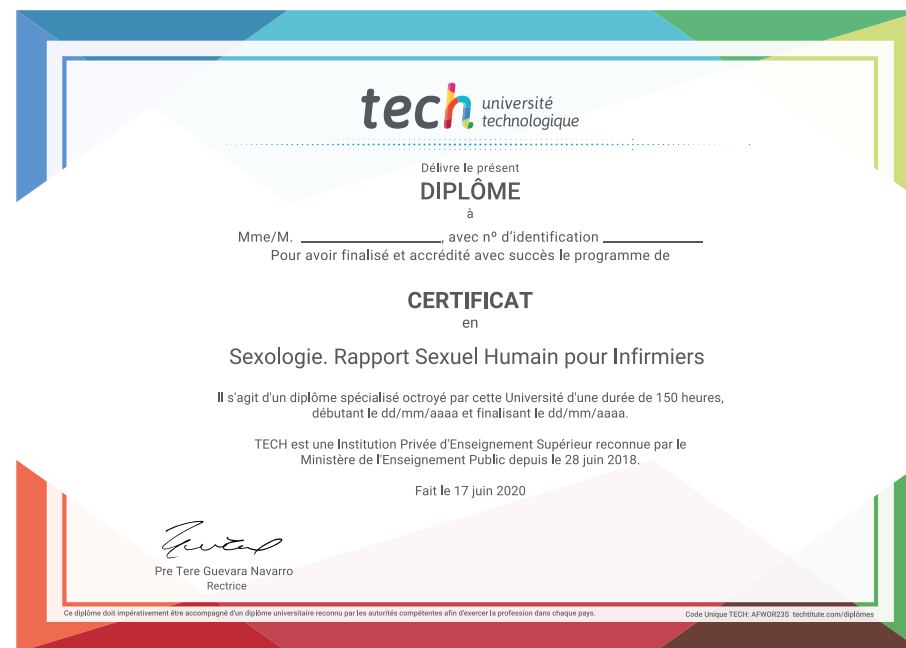 tech université
technologique
Délivre le présent
DIPLÔME
à
Mme/M. ____________________, avec nº d'identification ______________
Pour avoir finalisé et accrédité avec succès le programme de
CERTIFICAT
en
Sexologie. Rapport Sexuel Humain pour Infirmiers
Il s'agit d'un diplôme spécialisé octroyé par cette Université d'une durée de 150 heures,
débutant le dd/mm/aaaa et finalisant le dd/mm/aaaa.
TECH est une Institution Privée d'Enseignement Supérieur reconnue par le
Ministère de l'Enseignement Public depuis le 28 juin 2018.
Fait le 17 juin 2020
Pre Tere Guevara Navarro
Rectrice
Ce diplôme doit impérativement être accompagné d'un diplôme universitaire reconnu par les autorités compétentes afin d'exercer la profession dans chaque pays.
Code Unique TECH: AFWOR23S techtitute.com/diplômes